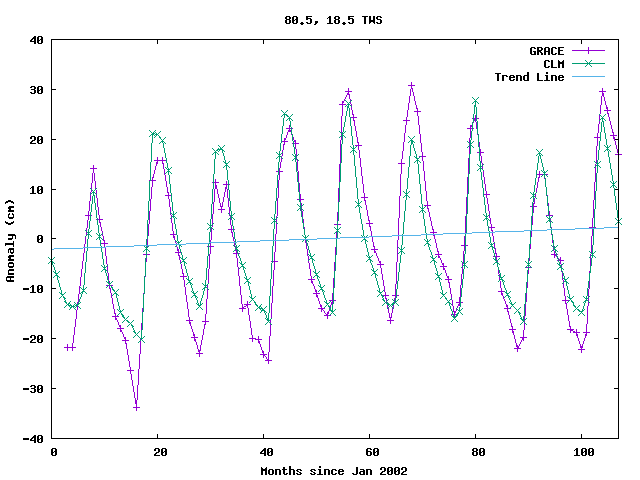 80.5, 18.5 TWS
GRACE
CLM
Trend Line
Anomaly (cm)
40
30
20
10
0
-10
-20
-30
-40
0 20 40 60 80 100
Months since Jan 2002